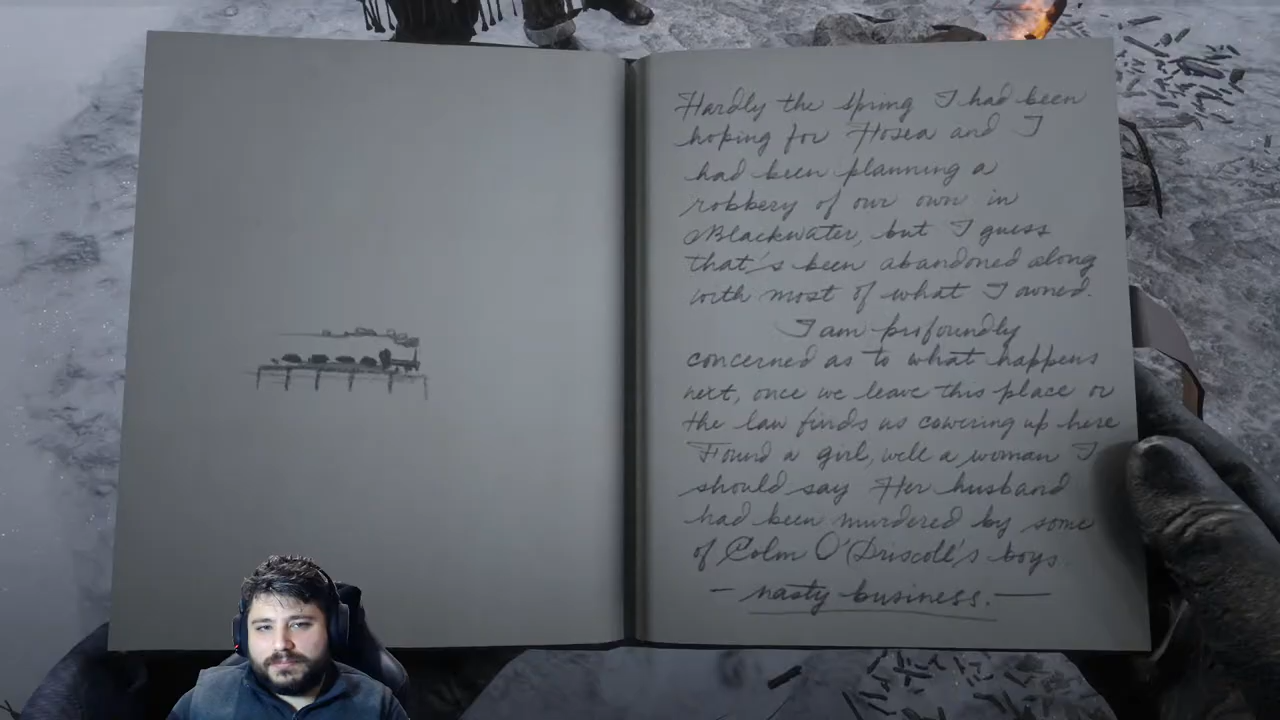 Hardly the spring I had been
hoping for Hosea and I
had been planning a
robbery of our own in
Blackwater, but I guess
that's been abandoned along
with most of what I owned.
I am profoundly
concerned as to what happens
next, once we leave this place or
the law finds us cowering up here
Found a girl, well a woman I
should say Her husband
had been murdered by some
of Colm O'Driscoll's boys.
- nasty business. -